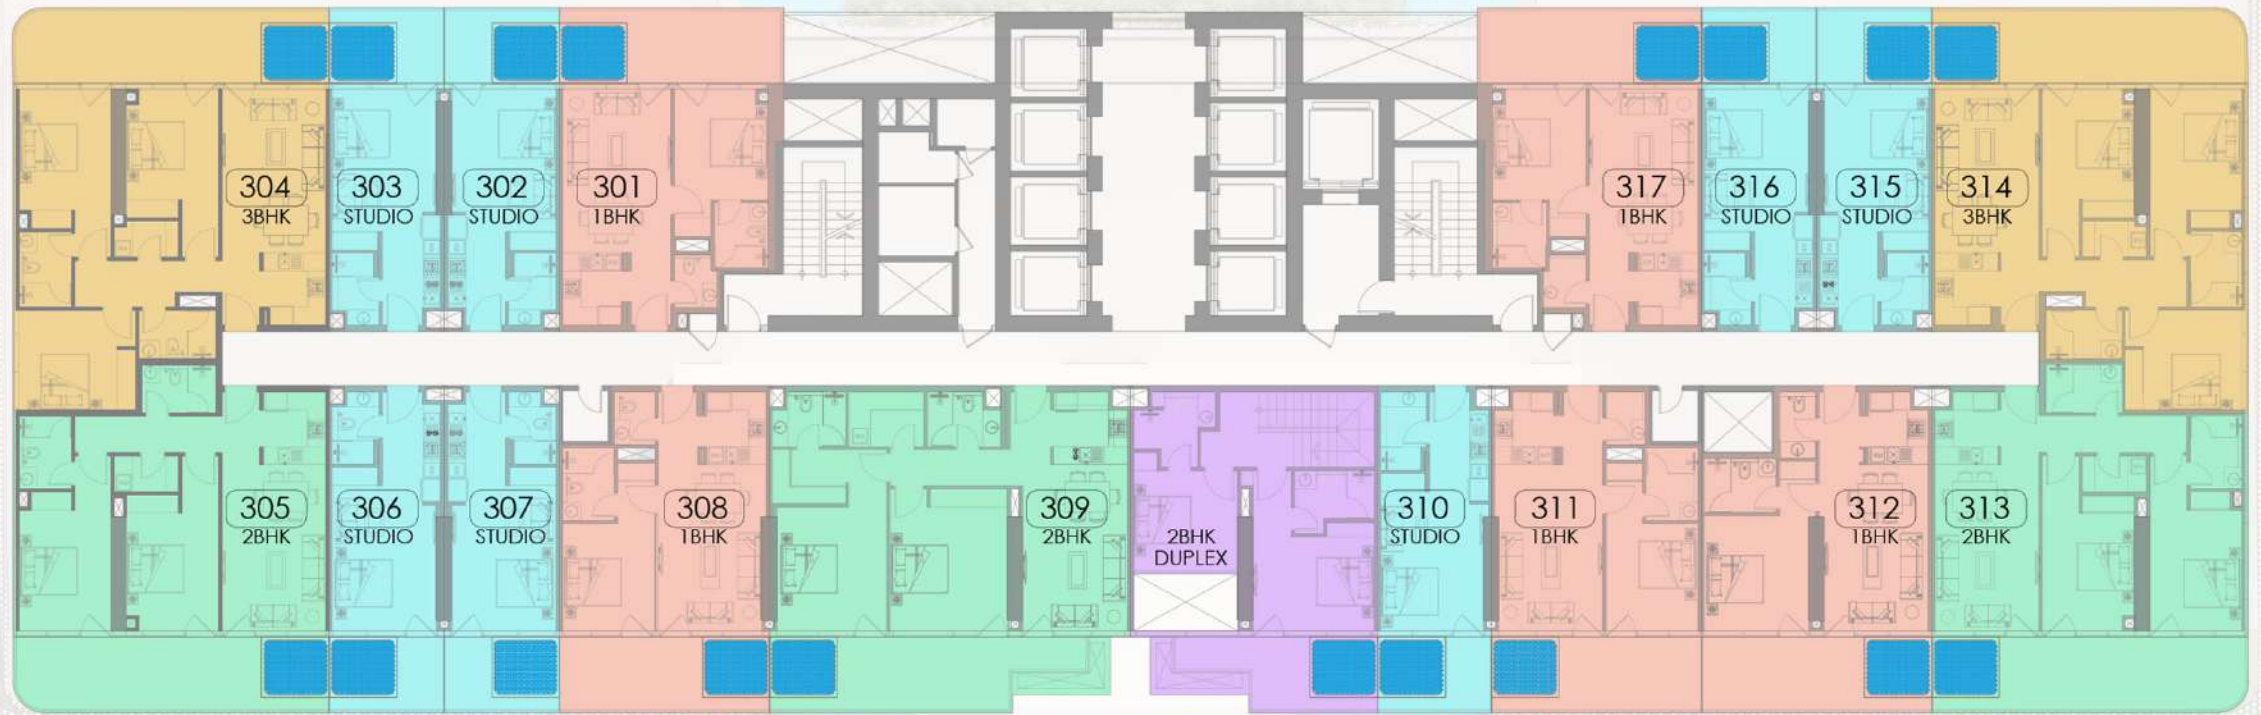 304
3BHK
303
STUDIO
302
STUDIO
301
1BHK
317
1BHK
316
STUDIO
315
STUDIO
314
3BHK
305
2BHK
306
STUDIO
307
STUDIO
308
1BHK
309
2BHK
2BHK
DUPLEX
310
STUDIO
311
1BHK
312
1BHK
313
2BHK